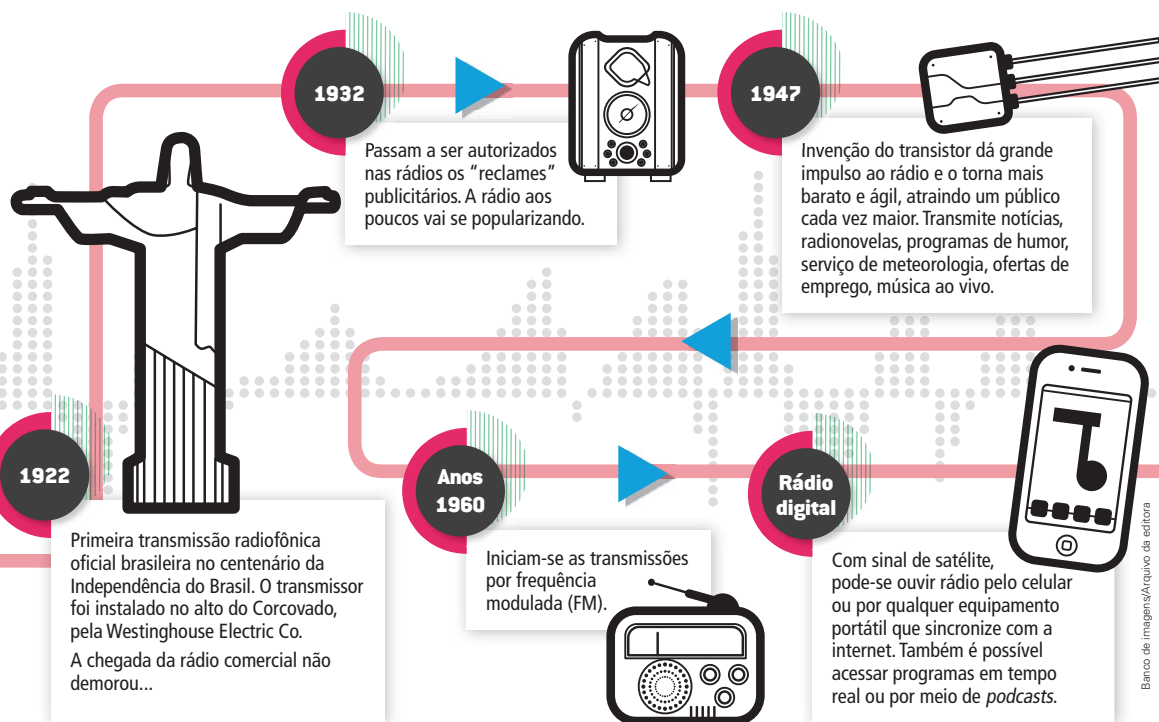 1922
Primeira transmissão radiofônica
oficial brasileira no centenário da
Independência do Brasil. O transmissor
foi instalado no alto do Corcovado,
pela Westinghouse Electric Co.
A chegada da rádio comercial não
demorou...
1932
Passam a ser autorizados
nas rádios os “reclames”
publicitários. A rádio aos
poucos vai se popularizando.
1947
Invenção do transistor dá grande
impulso ao rádio e o torna mais
barato e ágil, atraindo um público
cada vez maior. Transmite notícias,
radionovelas, programas de humor,
serviço de meteorologia, ofertas de
emprego, música ao vivo.
Anos
1960
Iniciam-se as transmissões
por frequência
modulada (FM).
Rádio
digital
Com sinal de satélite,
pode-se ouvir rádio pelo celular
ou por qualquer equipamento
portátil que sincronize com a
internet. Também é possível
acessar programas em tempo
real ou por meio de podcasts.
Banco de imagens/Arquivo da editora